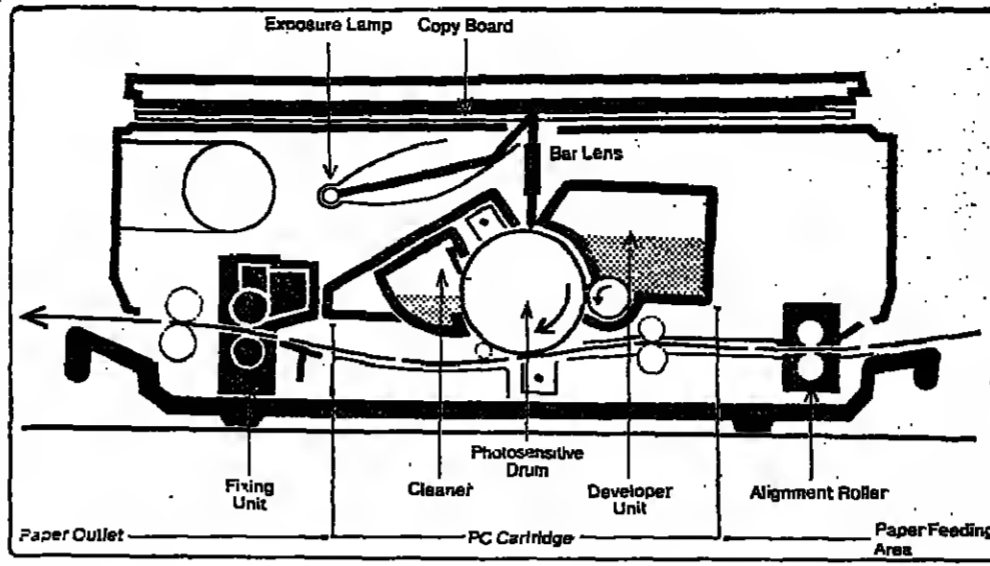 Exposure Lamp
Copy Board
Bar Lens
Photosensitive
Drum
Fixing
Unit
Cleaner
Developer
Unit
Alignment Roller
Paper Outlet
PC Cartridge
Paper Feeding
Area